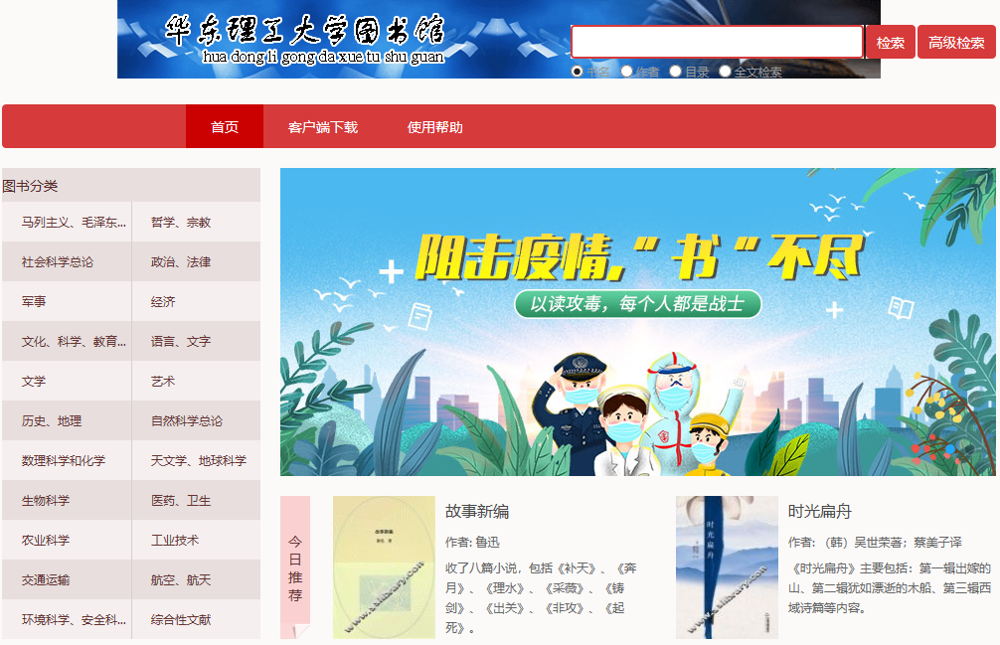 华东理工大学图书馆
hua dong li gong da xue tu shu guan
检索
高级检索
书名 作者 目录 全文检索
首页 客户端下载 使用帮助
图书分类
马列主义、毛泽东... 哲学、宗教
社会科学总论 政治、法律
军事 经济
文化、科学、教育... 语言、文字
文学 艺术
历史、地理 自然科学总论
数理科学和化学 天文学、地球科学
生物科学 医药、卫生
农业科学 工业技术
交通运输 航空、航天
环境科学、安全科... 综合性文献
阻击疫情，“书“不尽
以读攻毒，每个人都是战士
今日推荐
故事新编
鲁迅 著
www.sslibrary.com
故事新编
作者: 鲁迅
收了八篇小说，包括《补天》、《奔
月》、《理水》、《采薇》、《铸
剑》、《出关》、《非攻》、《起
死》。
时光扁舟
www.sslibrary.com
时光扁舟
作者: （韩）吴世荣著；蔡美子译
《时光扁舟》主要包括：第一辑出嫁的
山、第二辑犹如漂逝的木船、第三辑西
域诗篇等内容。